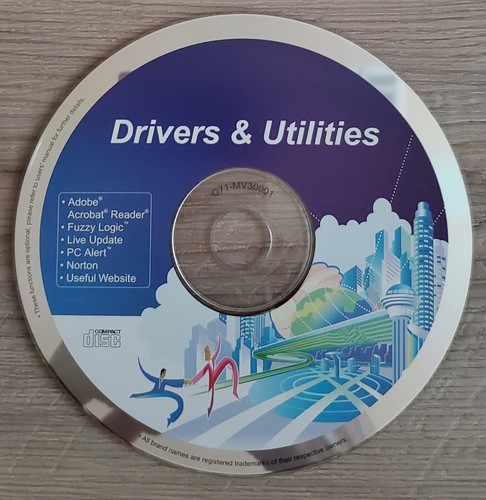 Drivers & Utilities
G71-MV30001
• Adobe®
Acrobat® Reader®
• Fuzzy Logic™
• Live Update
• PC Alert™
• Norton
• Useful Website
COMPACT
disc
• These functions are optional, please refer to users' manual for further details.
• All brand names are registered trademarks of their respective owners.